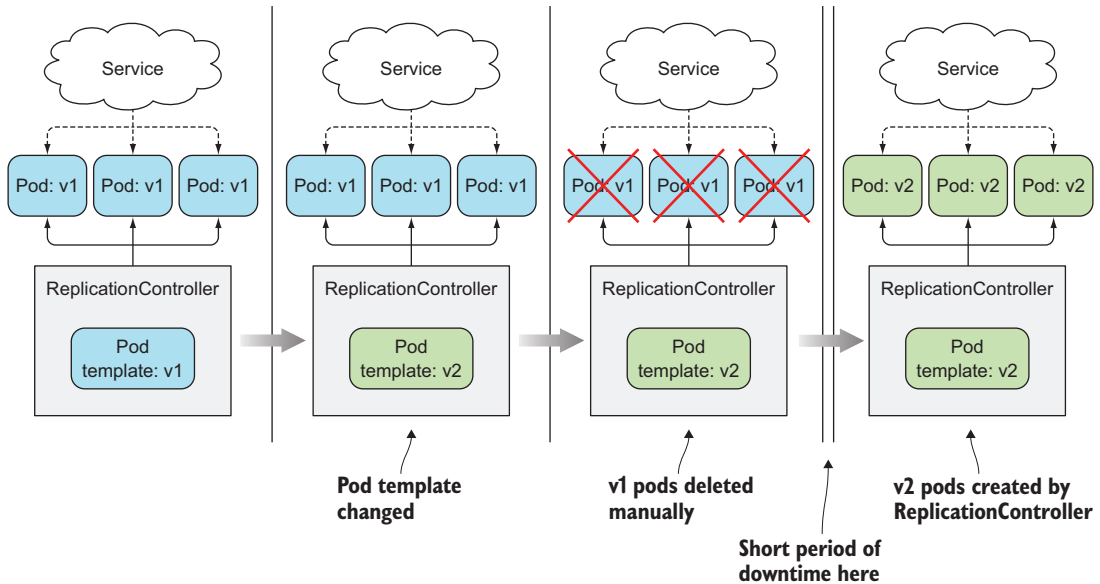 Service
Pod: v1
Pod: v1
Pod: v1
ReplicationController
Pod
template: v1
Service
Pod: v1
Pod: v1
Pod: v1
ReplicationController
Pod
template: v2
Pod template
changed
Service
Pod: v1
Pod: v1
Pod: v1
ReplicationController
Pod
template: v2
v1 pods deleted
manually
Short period of
downtime here
Service
Pod: v2
Pod: v2
Pod: v2
ReplicationController
Pod
template: v2
v2 pods created by
ReplicationController